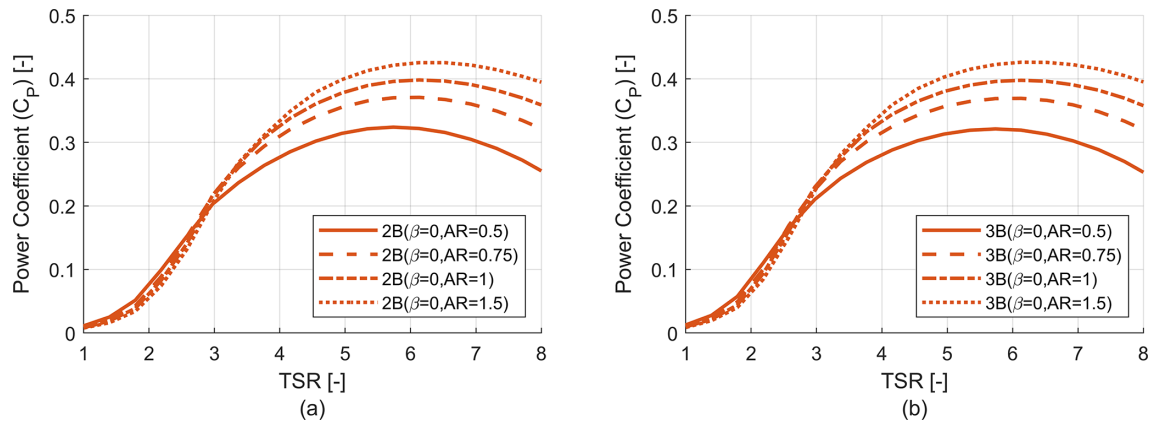 Power Coefficient (C_P) [-]
0.5
0.4
0.3
0.2
0.1
0
2B(β=0,AR=0.5)
2B(β=0,AR=0.75)
2B(β=0,AR=1)
2B(β=0,AR=1.5)
1 2 3 4 5 6 7 8
TSR [-]
(a)
Power Coefficient (C_P) [-]
0.5
0.4
0.3
0.2
0.1
0
3B(β=0,AR=0.5)
3B(β=0,AR=0.75)
3B(β=0,AR=1)
3B(β=0,AR=1.5)
1 2 3 4 5 6 7 8
TSR [-]
(b)